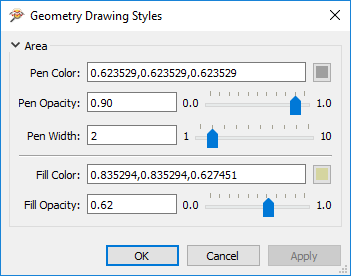 Geometry Drawing Styles
Area
Pen Color: 0.623529,0.623529,0.623529
Pen Opacity: 0.90 0.0 1.0
Pen Width: 2 1 10
Fill Color: 0.835294,0.835294,0.627451
Fill Opacity: 0.62 0.0 1.0
OK Cancel Apply